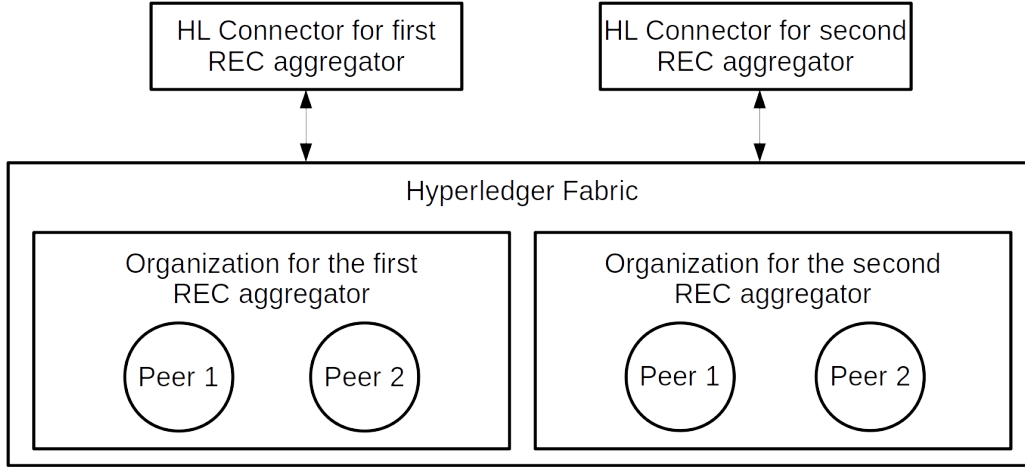 HL Connector for first
REC aggregator
HL Connector for second
REC aggregator
Hyperledger Fabric
Organization for the first
REC aggregator
Peer 1
Peer 2
Organization for the second
REC aggregator
Peer 1
Peer 2